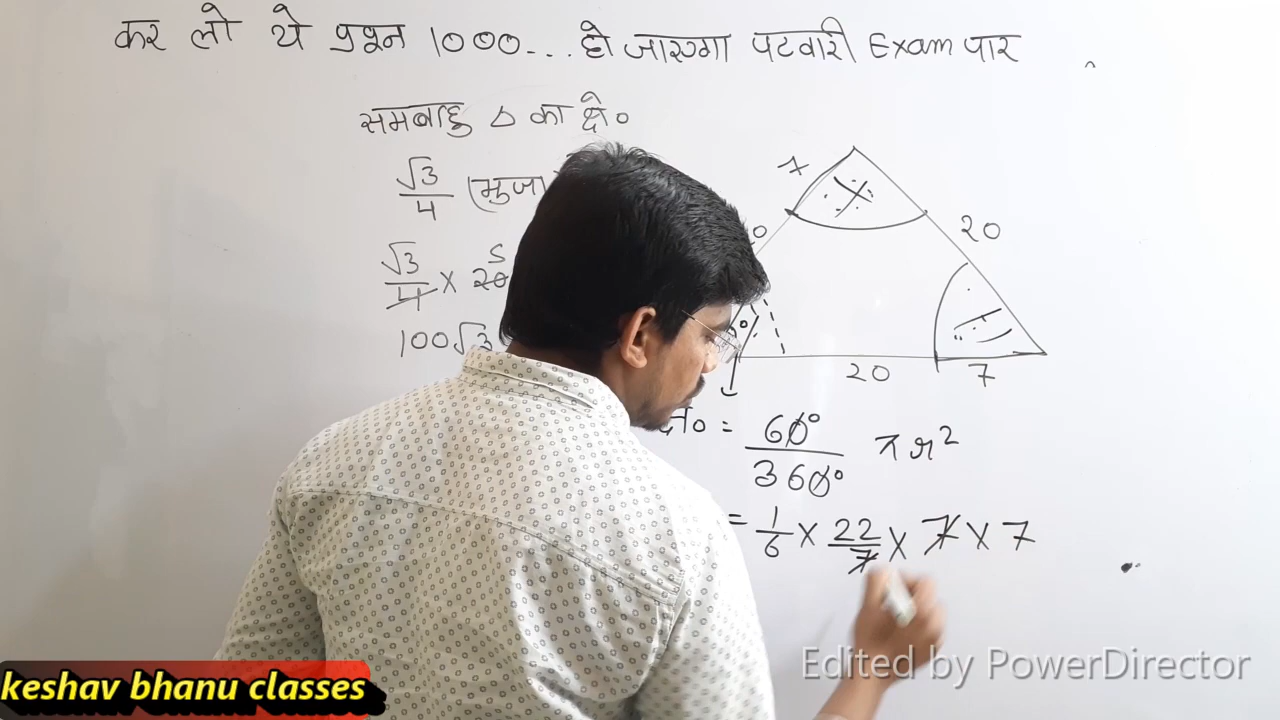 कर लो ये प्रश्न 1000... हो जाएगा पटवारी Exam पार
समबाहु △ का क्षे०
√3/4 (भुजा
√3/4 × 20 5
100√3
7
20
20
7
क्षे० = 60°/360° πr²
= 1/6 × 22/7 × 7 × 7
keshav bhanu classes
Edited by PowerDirector